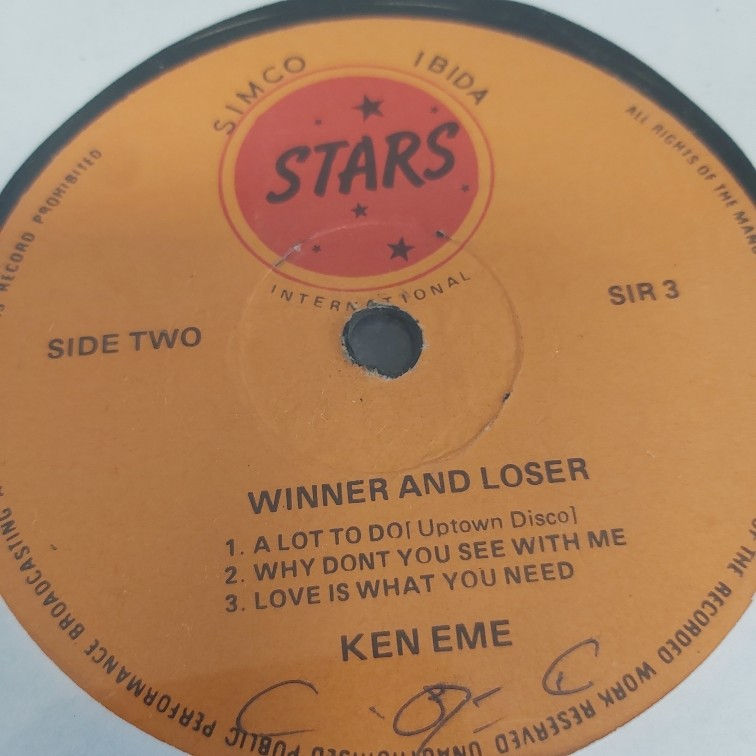 SIMCO IBIDA
STARS
INTERNATIONAL
SIDE TWO
SIR 3
WINNER AND LOSER
1. A LOT TO DO[ Uptown Disco]
2. WHY DONT YOU SEE WITH ME
3. LOVE IS WHAT YOU NEED
KEN EME
ALL RIGHTS OF THE
OF THE RECORDED WORK RESERVED UNAUTHORISED PUBLIC PERFORMANCE BROADCASTING
RECORD PROHIBITED